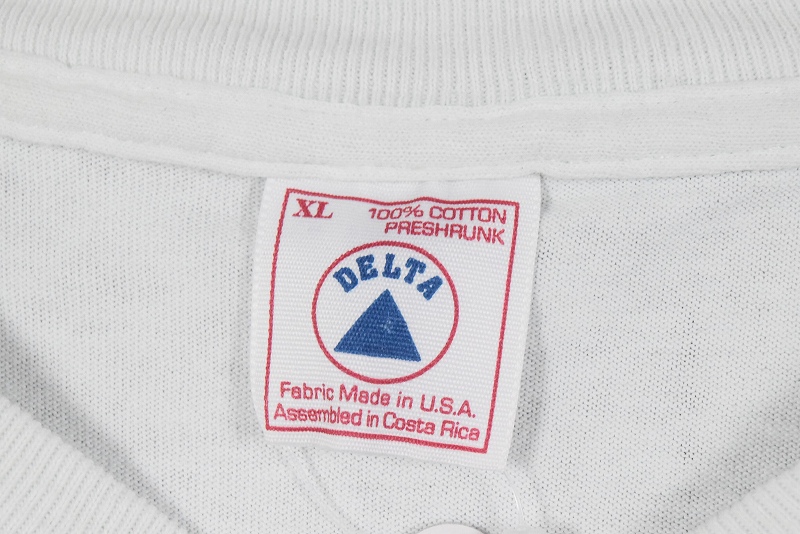 XL 100% COTTON
PRESHRUNK
DELTA
Fabric Made in U.S.A.
Assembled in Costa Rica